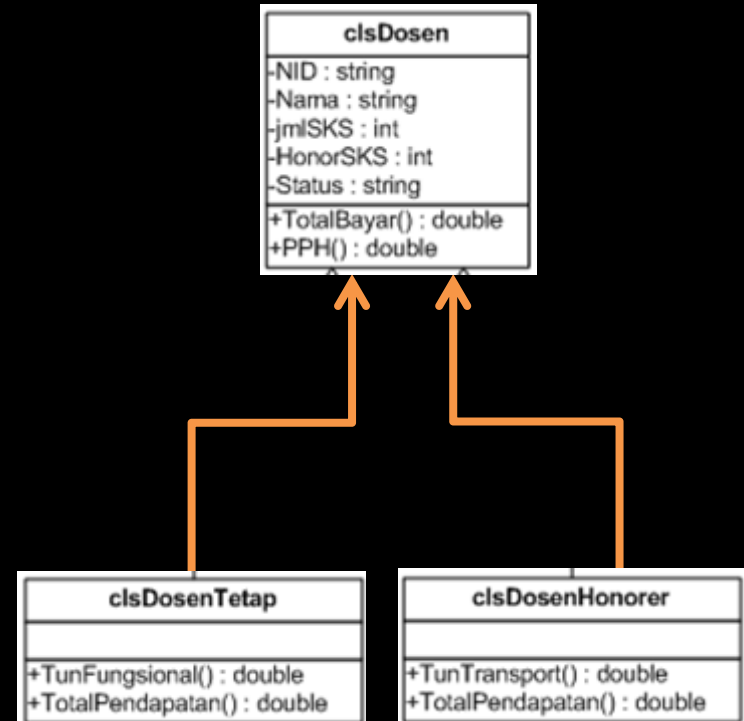 clsDosen
-NID : string
-Nama : string
-jmlSKS : int
-HonorSKS : int
-Status : string
+TotalBayar() : double
+PPH() : double
clsDosenTetap
+TunFungsional() : double
+TotalPendapatan() : double
clsDosenHonorer
+TunTransport() : double
+TotalPendapatan() : double